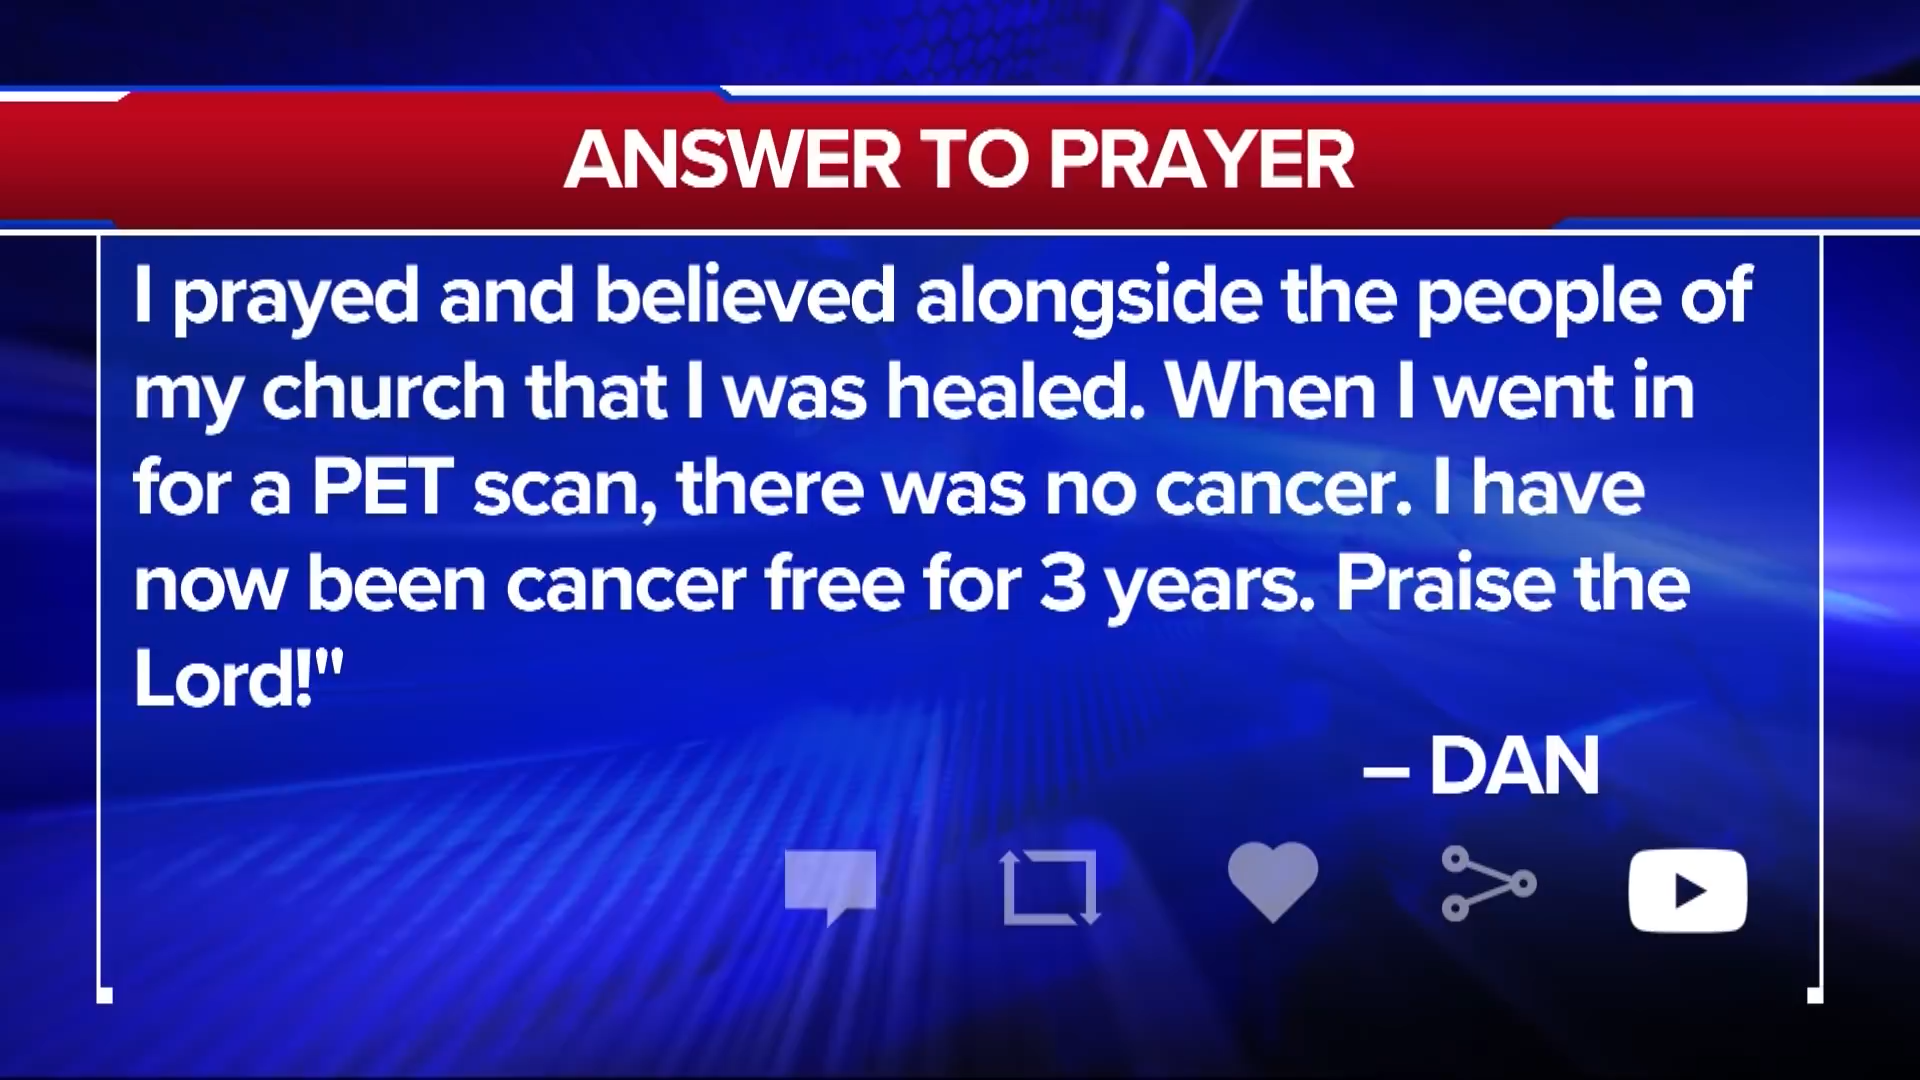 ANSWER TO PRAYER
I prayed and believed alongside the people of
my church that I was healed. When I went in
for a PET scan, there was no cancer. I have
now been cancer free for 3 years. Praise the
Lord!"
– DAN